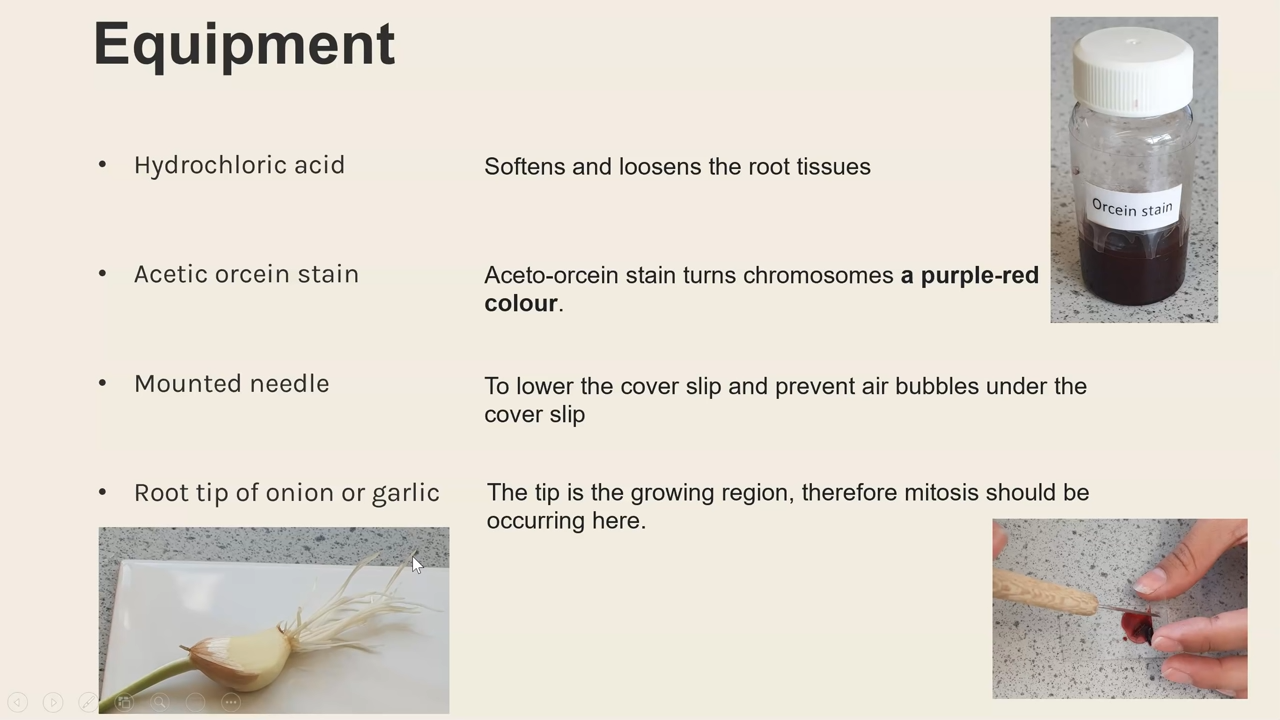 Equipment
• Hydrochloric acid
Softens and loosens the root tissues
• Acetic orcein stain
Aceto-orcein stain turns chromosomes a purple-red
colour.
• Mounted needle
To lower the cover slip and prevent air bubbles under the
cover slip
• Root tip of onion or garlic
The tip is the growing region, therefore mitosis should be
occurring here.
Orcein stain